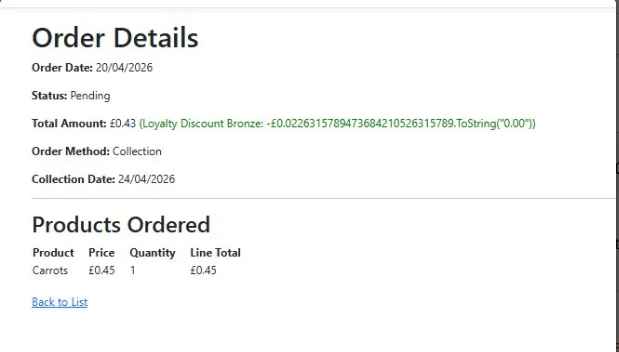 Order Details
Order Date: 20/04/2026
Status: Pending
Total Amount: £0.43 (Loyalty Discount Bronze: -£0.0226315789473684210526315789.ToString("0.00"))
Order Method: Collection
Collection Date: 24/04/2026
Products Ordered
Product Price Quantity Line Total
Carrots £0.45 1 £0.45
Back to List